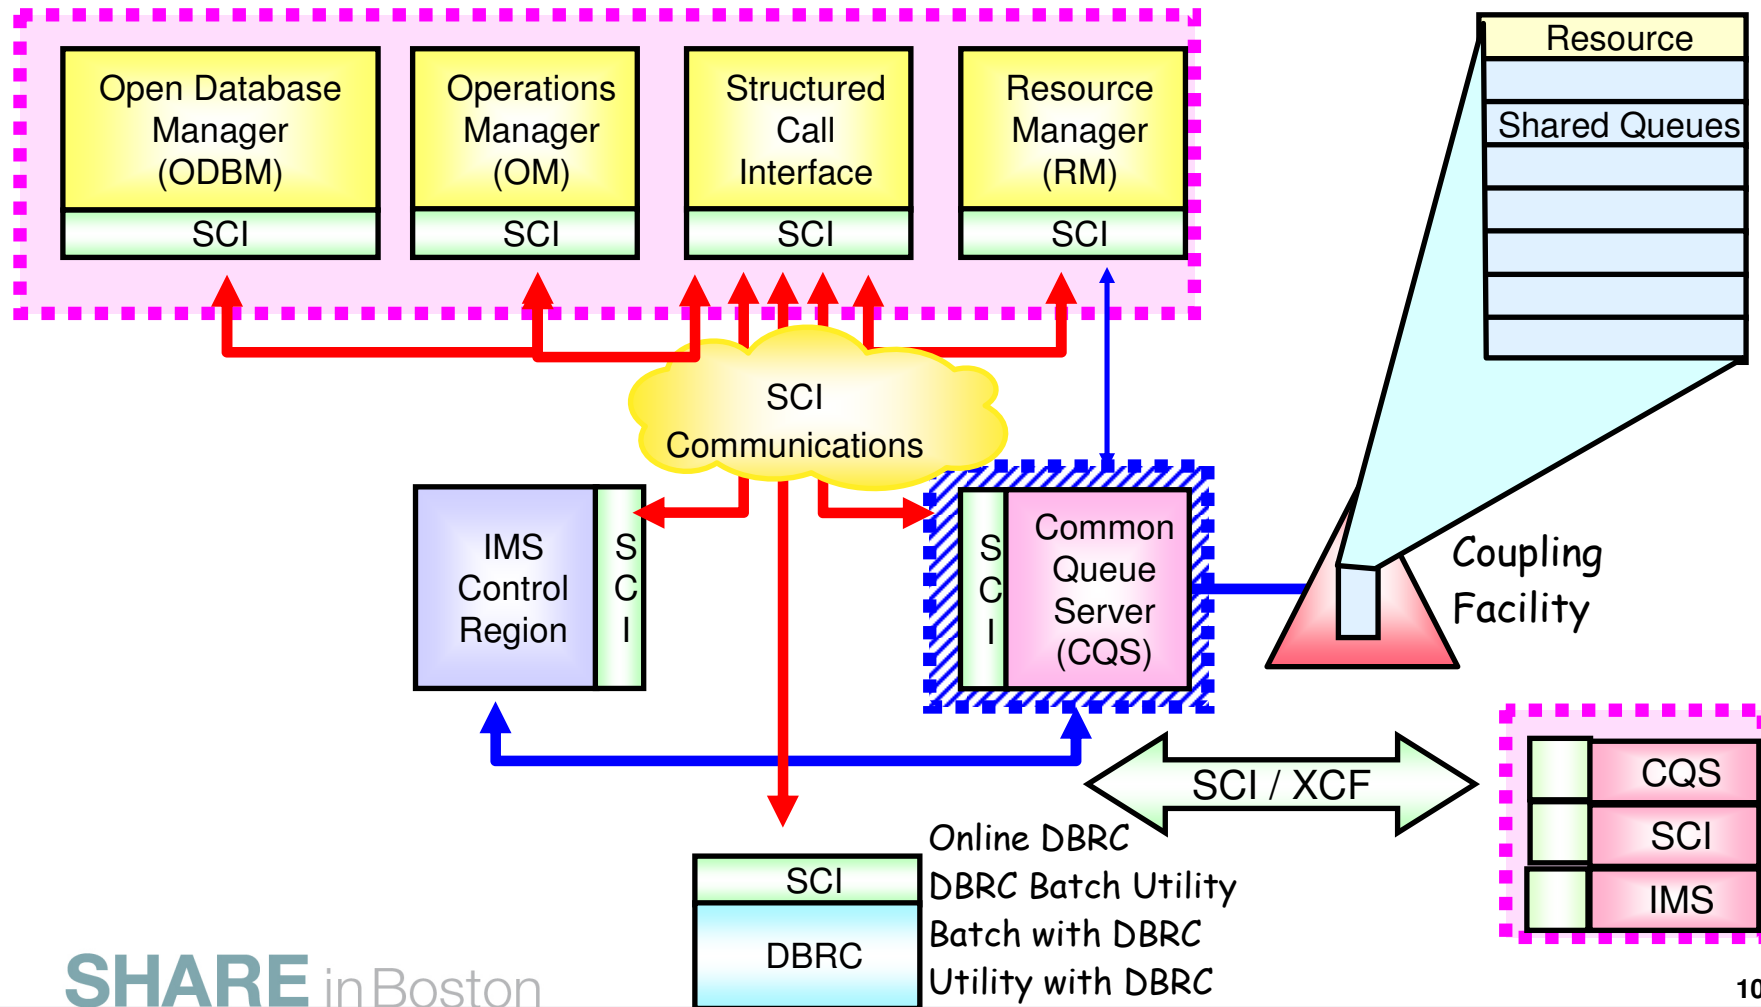 Open Database
Manager
(ODBM)
SCI
Operations
Manager
(OM)
SCI
Structured
Call
Interface
SCI
Resource
Manager
(RM)
SCI
Resource
Shared Queues
SCI
Communications
IMS
Control
Region
S
C
I
S
C
I
Common
Queue
Server
(CQS)
Coupling
Facility
SCI / XCF
CQS
SCI
IMS
SCI
DBRC
Online DBRC
DBRC Batch Utility
Batch with DBRC
Utility with DBRC
SHARE in Boston
10